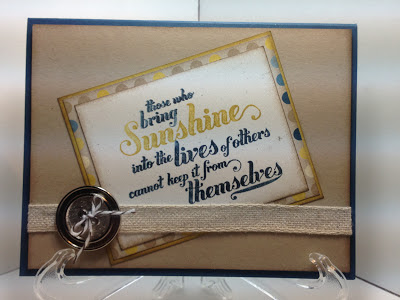 those who
bring
Sunshine
into the lives of others
cannot keep it from
themselves